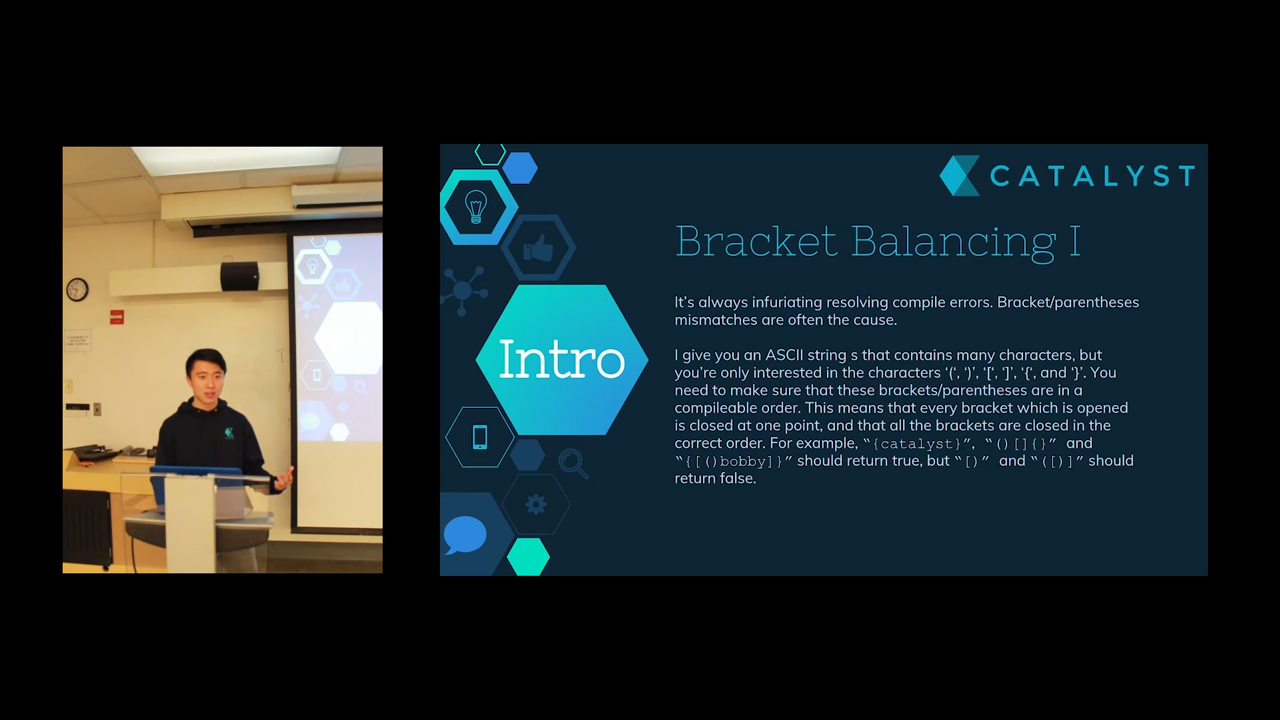 CATALYST
Bracket Balancing I
Intro
It's always infuriating resolving compile errors. Bracket/parentheses
mismatches are often the cause.
I give you an ASCII string s that contains many characters, but
you're only interested in the characters ‘(‘, ‘)’, ‘[‘, ‘]’, ‘{‘, and ‘}’. You
need to make sure that these brackets/parentheses are in a
compileable order. This means that every bracket which is opened
is closed at one point, and that all the brackets are closed in the
correct order. For example, “{catalyst}”, “()[]{}” and
“{[()bobby]}” should return true, but “[)” and “([)]” should
return false.